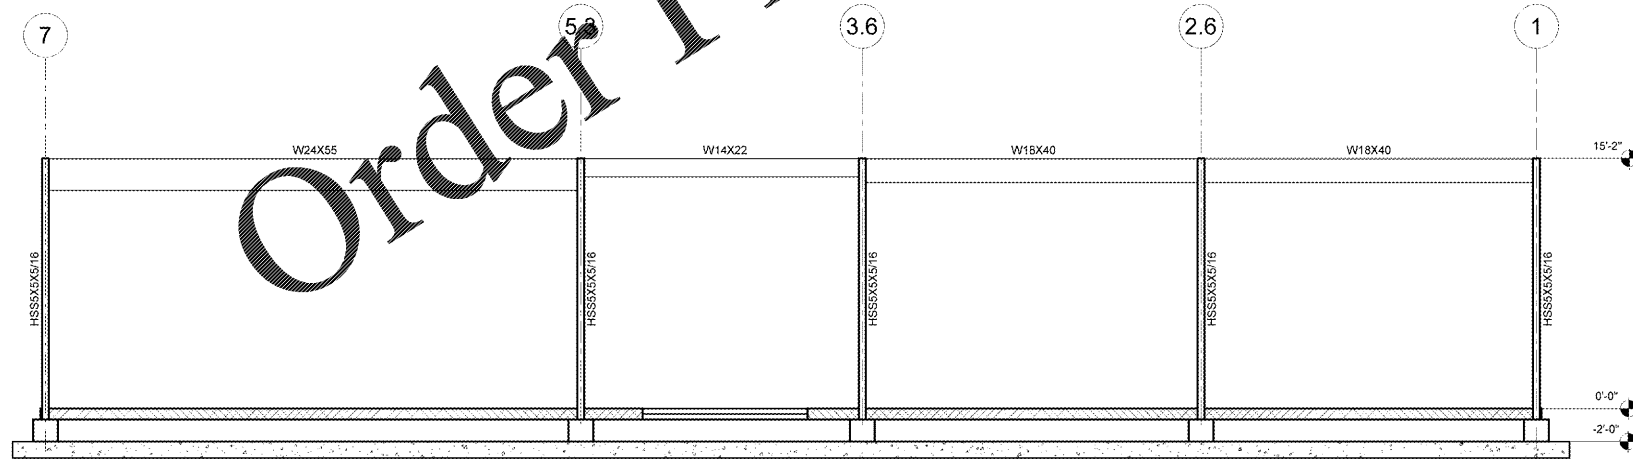 7
5.3
3.6
2.6
1
Order
W24X55
W14X22
W18X40
W18X40
15'-2"
HSS5X5X5/16
HSS5X5X5/16
HSS5X5X5/16
HSS5X5X5/16
HSS5X5X5/16
0'-0"
-2'-0"